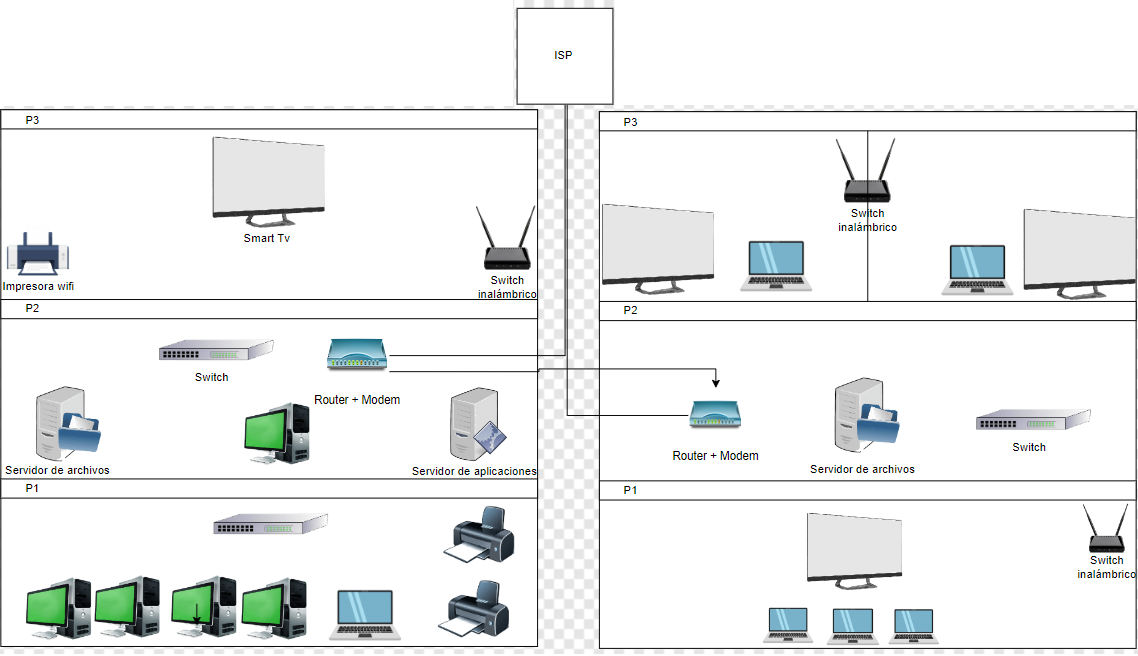 ISP
P3
Smart Tv
Impresora wifi
Switch
inalámbrico
P2
Switch
Router + Modem
Servidor de archivos
Servidor de aplicaciones
P1
P3
Switch
inalámbrico
P2
Router + Modem
Servidor de archivos
Switch
P1
Switch
inalámbrico